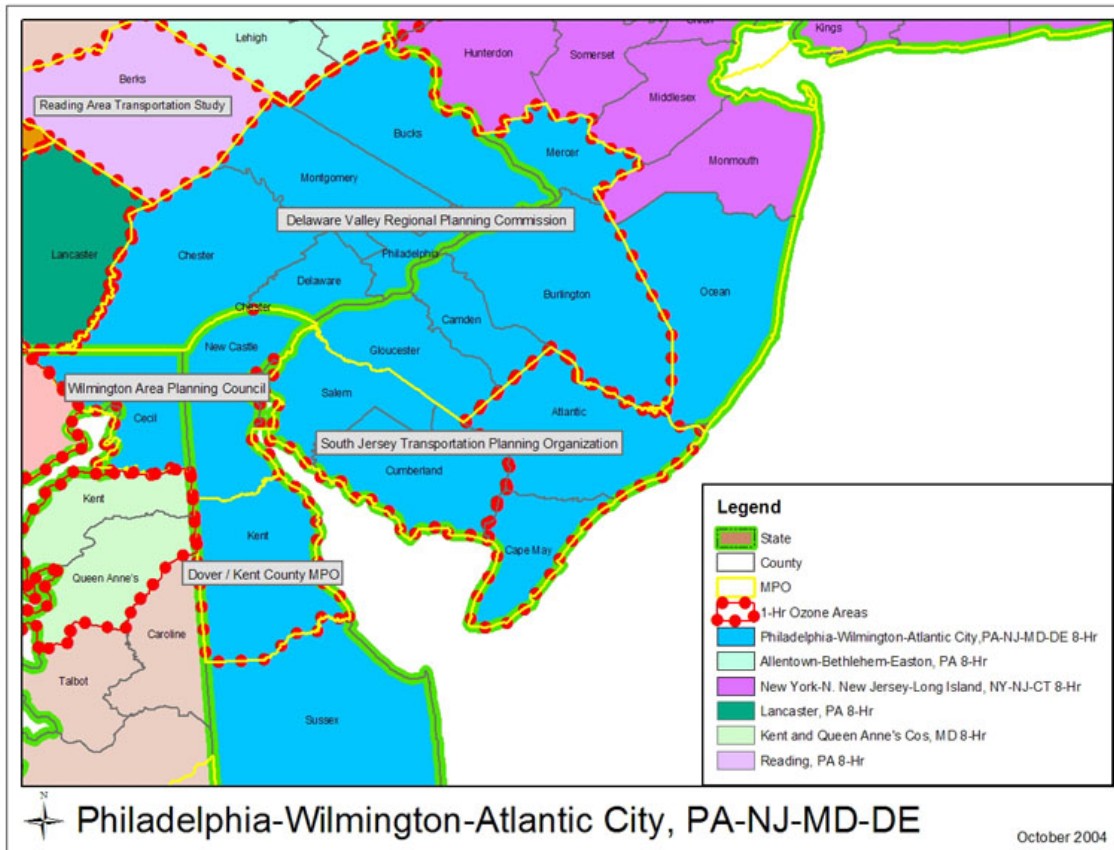 Lehigh
Hunterdon
Somerset
Kings
Berks
Reading Area Transportation Study
Middlesex
Bucks
Mercer
Monmouth
Montgomery
Delaware Valley Regional Planning Commission
Lancaster
Chester
Philadelphia
Delaware
Burlington
Ocean
Chester
Camden
New Castle
Gloucester
Wilmington Area Planning Council
Salem
Cecil
Atlantic
South Jersey Transportation Planning Organization
Cumberland
Kent
Kent
Cape May
Queen Anne's
Dover / Kent County MPO
Caroline
Talbot
Sussex
Legend
State
County
MPO
1-Hr Ozone Areas
Philadelphia-Wilmington-Atlantic City,PA-NJ-MD-DE 8-Hr
Allentown-Bethlehem-Easton, PA 8-Hr
New York-N. New Jersey-Long Island, NY-NJ-CT 8-Hr
Lancaster, PA 8-Hr
Kent and Queen Anne's Cos, MD 8-Hr
Reading, PA 8-Hr
N
Philadelphia-Wilmington-Atlantic City, PA-NJ-MD-DE
October 2004